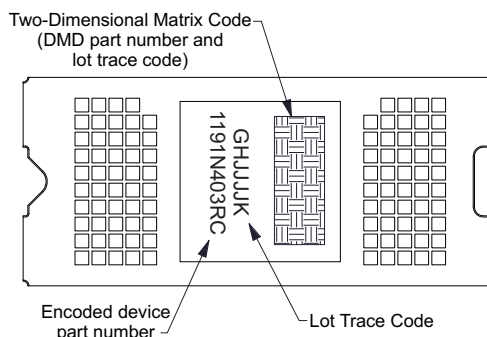 Two-Dimensional Matrix Code
(DMD part number and
lot trace code)
GHJJJJK
1191N403RC
Encoded device
part number
Lot Trace Code